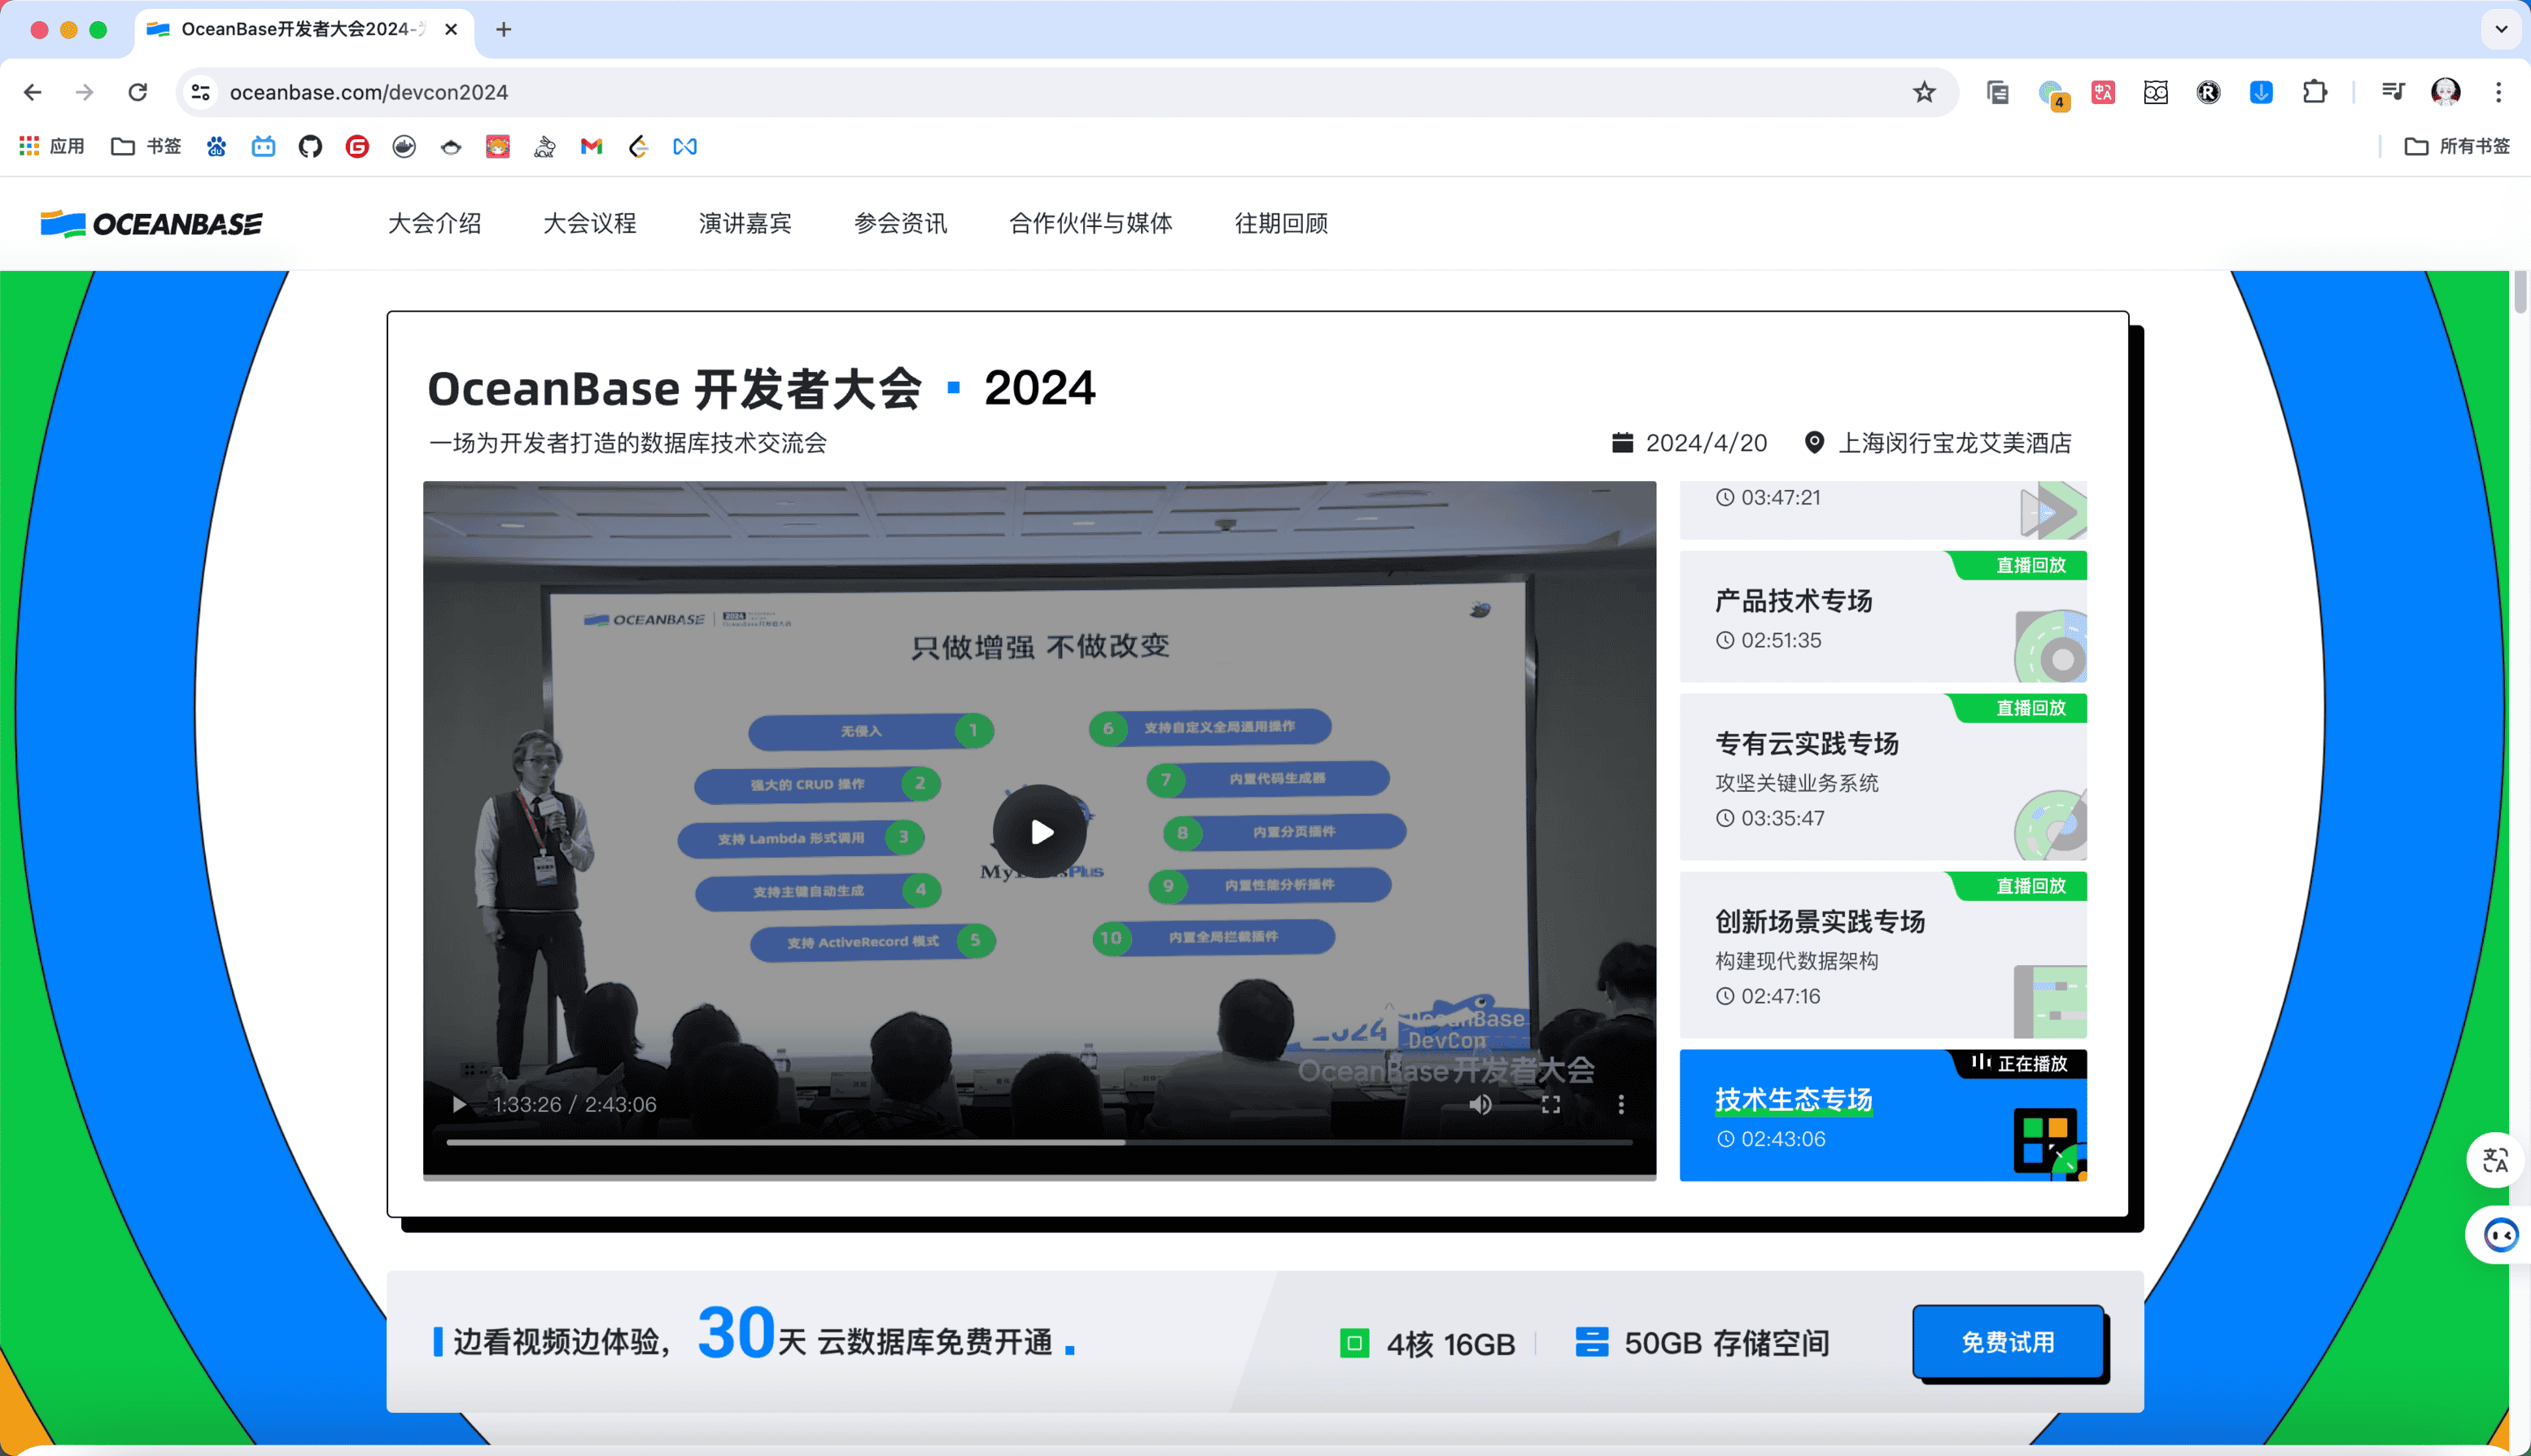 OceanBase开发者大会2024-
oceanbase.com/devcon2024
4
应用
书签
所有书签
OCEANBASE
大会介绍
大会议程
演讲嘉宾
参会资讯
合作伙伴与媒体
往期回顾
OceanBase 开发者大会 · 2024
一场为开发者打造的数据库技术交流会
2024/4/20
上海闵行宝龙艾美酒店
OCEANBASE
2024
OceanBase开发者大会
只做增强 不做改变
无侵入 1
强大的 CRUD 操作 2
支持 Lambda 形式调用 3
支持主键自动生成 4
支持 ActiveRecord 模式 5
6 支持自定义全局通用操作
7 内置代码生成器
8 内置分页插件
9 内置性能分析插件
10 内置全局拦截插件
2024 OceanBase
DevCon
OceanBase 开发者大会
1:33:26 / 2:43:06
03:47:21
直播回放
产品技术专场
02:51:35
直播回放
专有云实践专场
攻坚关键业务系统
03:35:47
直播回放
创新场景实践专场
构建现代数据架构
02:47:16
正在播放
技术生态专场
02:43:06
边看视频边体验，30天 云数据库免费开通
4核 16GB
50GB 存储空间
免费试用